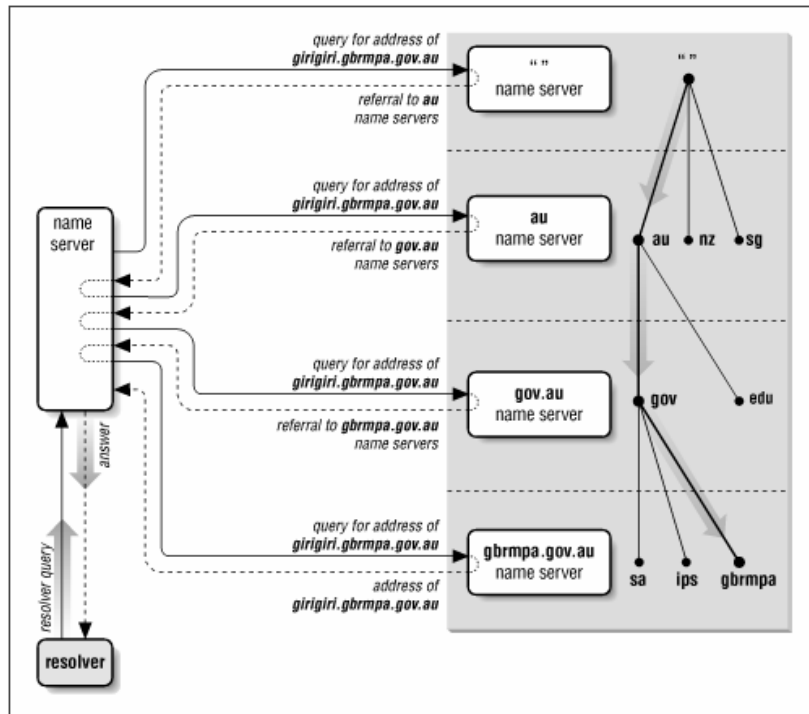 query for address of
girigiri.gbrmpa.gov.au
“ ”
name server
“ ”
referral to au
name servers
query for address of
girigiri.gbrmpa.gov.au
name
server
au
name server
au
nz
sg
referral to gov.au
name servers
query for address of
girigiri.gbrmpa.gov.au
gov.au
name server
gov
edu
referral to gbrmpa.gov.au
name servers
answer
resolver query
query for address of
girigiri.gbrmpa.gov.au
gbrmpa.gov.au
name server
sa
ips
gbrmpa
address of
girigiri.gbrmpa.gov.au
resolver